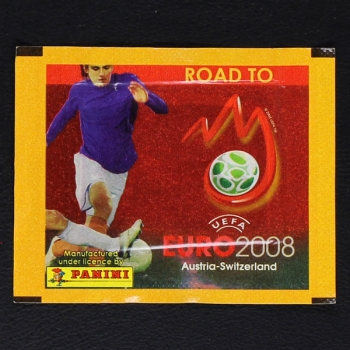 ROAD TO
UEFA
EURO2008
Austria-Switzerland
Manufactured
under licence by
PANINI